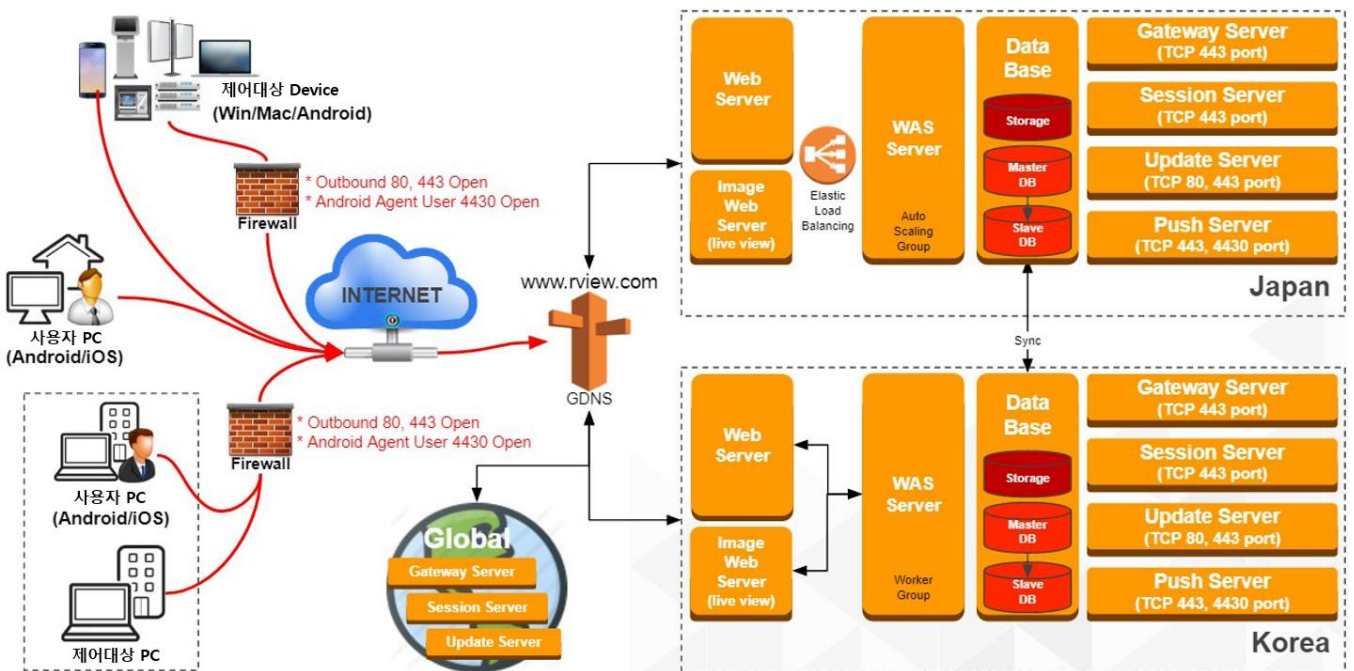 제어대상 Device
(Win/Mac/Android)
* Outbound 80, 443 Open
* Android Agent User 4430 Open
Firewall
사용자 PC
(Android/iOS)
INTERNET
* Outbound 80, 443 Open
* Android Agent User 4430 Open
Firewall
사용자 PC
(Android/iOS)
제어대상 PC
www.rview.com
GDNS
Global
Gateway Server
Session Server
Update Server
Web
Server
Image
Web
Server
(live view)
Elastic
Load
Balancing
WAS
Server
Auto
Scaling
Group
Data
Base
Storage
Master
DB
Slave
DB
Gateway Server
(TCP 443 port)
Session Server
(TCP 443 port)
Update Server
(TCP 80, 443 port)
Push Server
(TCP 443, 4430 port)
Japan
Sync
Web
Server
Image
Web
Server
(live view)
WAS
Server
Worker
Group
Data
Base
Storage
Master
DB
Slave
DB
Gateway Server
(TCP 443 port)
Session Server
(TCP 443 port)
Update Server
(TCP 80, 443 port)
Push Server
(TCP 443, 4430 port)
Korea